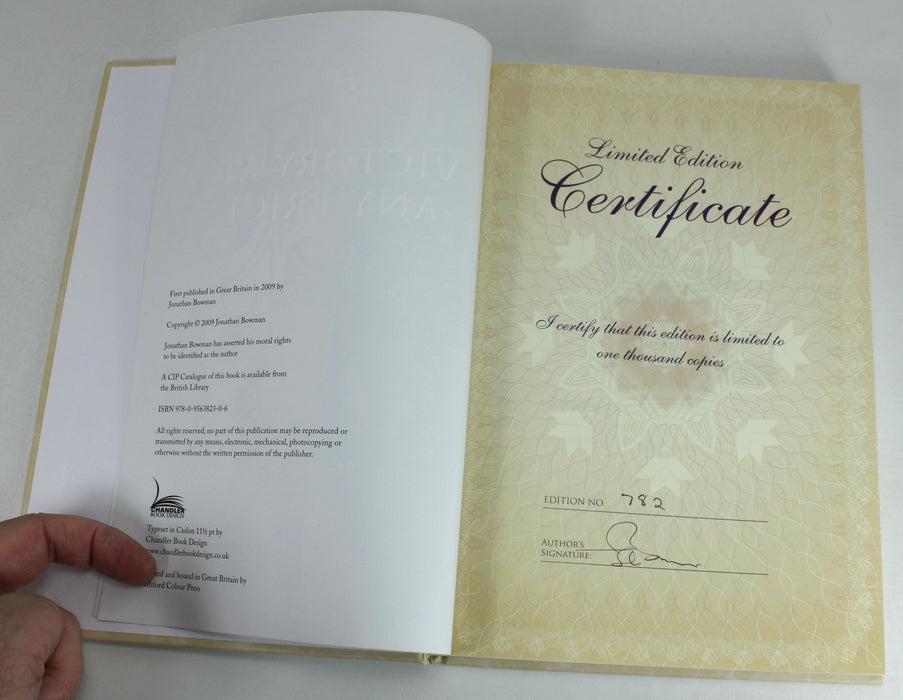 First published in Great Britain in 2009 by
Jonathan Bowman
Copyright © 2009 Jonathan Bowman
Jonathan Bowman has asserted his moral rights
to be identified as the author
A CIP Catalogue of this book is available from
the British Library
ISBN 978-0-9563823-0-6
All rights reserved; no part of this publication may be reproduced or
transmitted by any means, electronic, mechanical, photocopying or
otherwise without the written permission of the publisher.
CHANDLER
BOOK DESIGN
Typeset in Caslon 11½ pt by
Chandler Book Design
www.chandlerbookdesign.co.uk
and bound in Great Britain by
Colour Press
Limited Edition
Certificate
I certify that this edition is limited to
one thousand copies
EDITION NO. 782
AUTHOR'S
SIGNATURE: